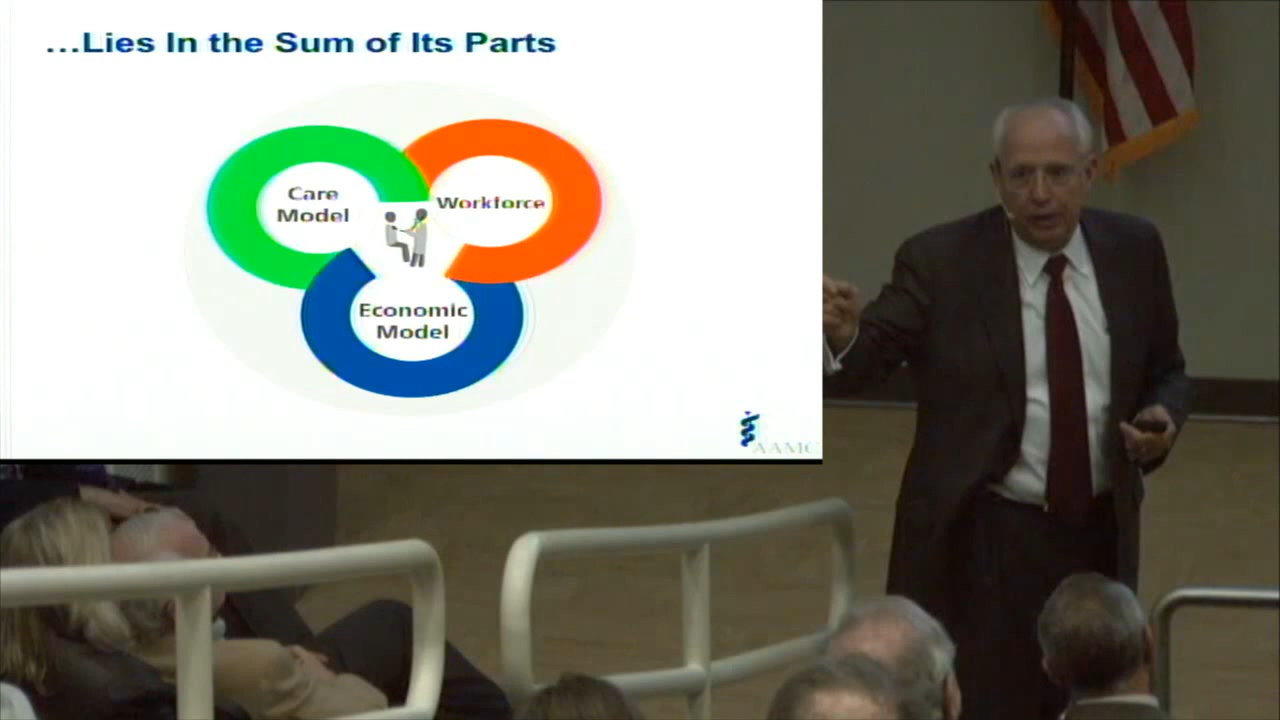 ...Lies In the Sum of Its Parts
Care
Model
Workforce
Economic
Model
AAMC